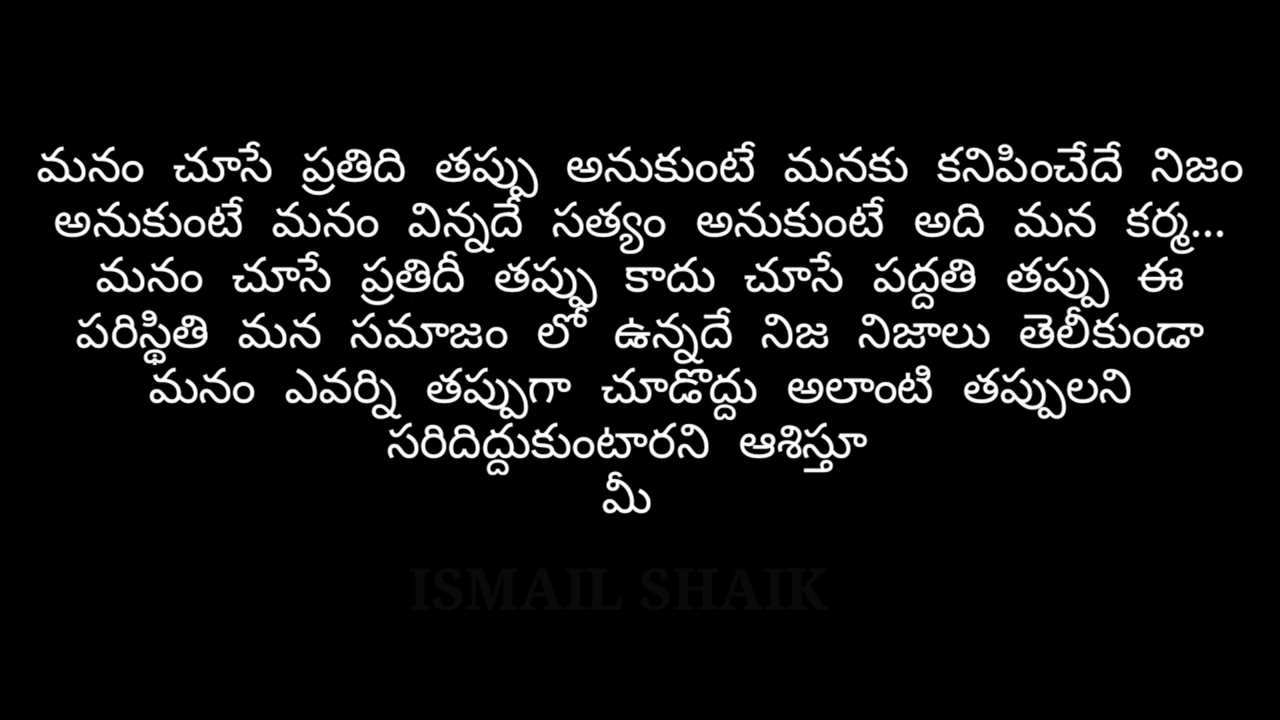 మనం చూసే ప్రతిది తప్పు అనుకుంటే మనకు కనిపించేదే నిజం
అనుకుంటే మనం విన్నదే సత్యం అనుకుంటే అది మన కర్మ...
మనం చూసే ప్రతిదీ తప్పు కాదు చూసే పద్దతి తప్పు ఈ
పరిస్థితి మన సమాజం లో ఉన్నదే నిజ నిజాలు తెలీకుండా
మనం ఎవర్ని తప్పుగా చూడొద్దు అలాంటి తప్పులని
సరిదిద్దుకుంటారని ఆశిస్తూ
మీ
ISMAIL SHAIK